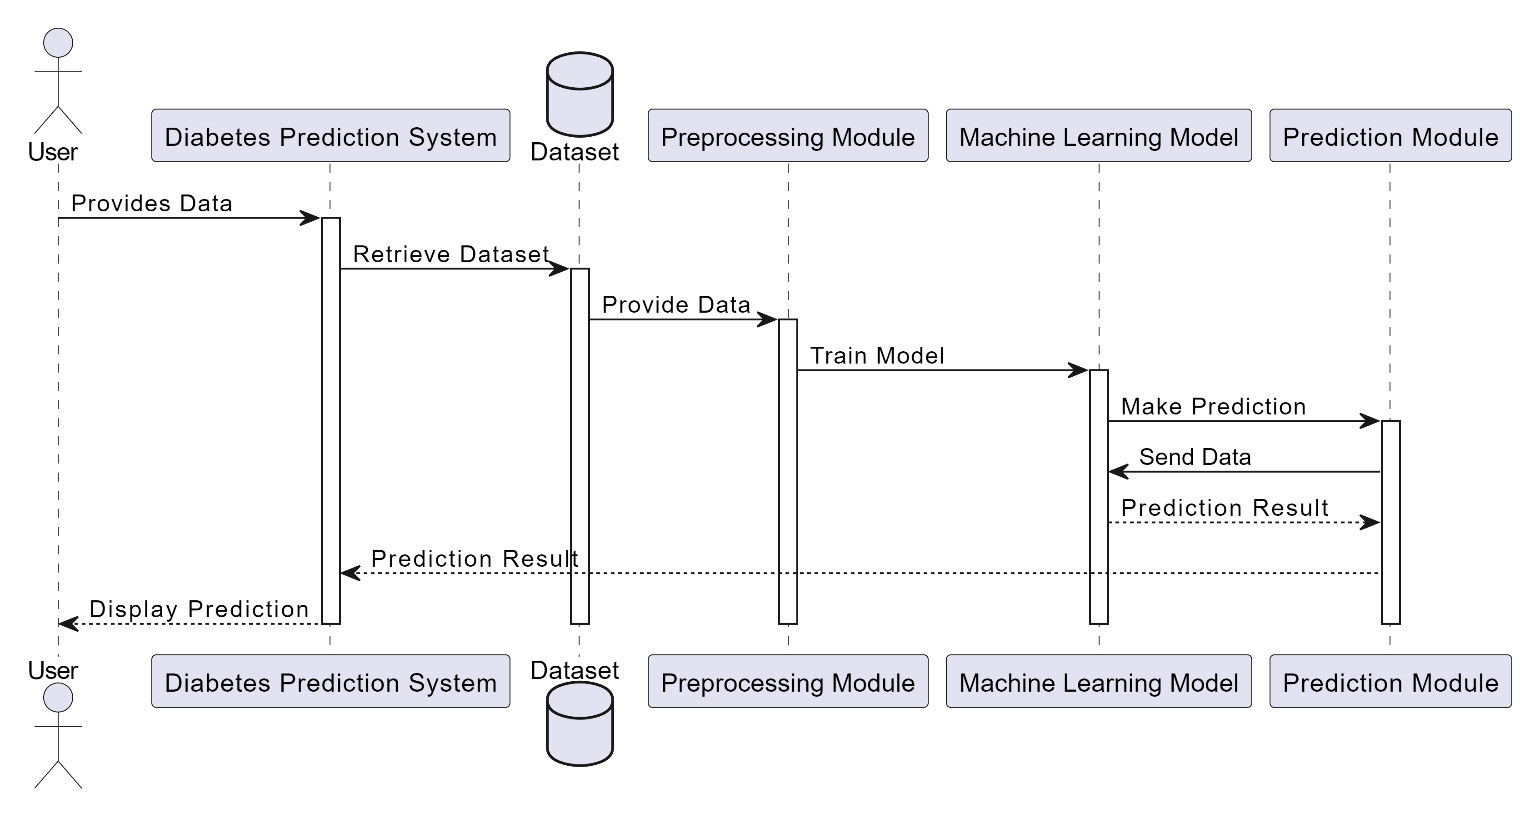 User
Diabetes Prediction System
Dataset
Preprocessing Module
Machine Learning Model
Prediction Module
Provides Data
Retrieve Dataset
Provide Data
Train Model
Make Prediction
Send Data
Prediction Result
Prediction Result
Display Prediction
User
Diabetes Prediction System
Dataset
Preprocessing Module
Machine Learning Model
Prediction Module